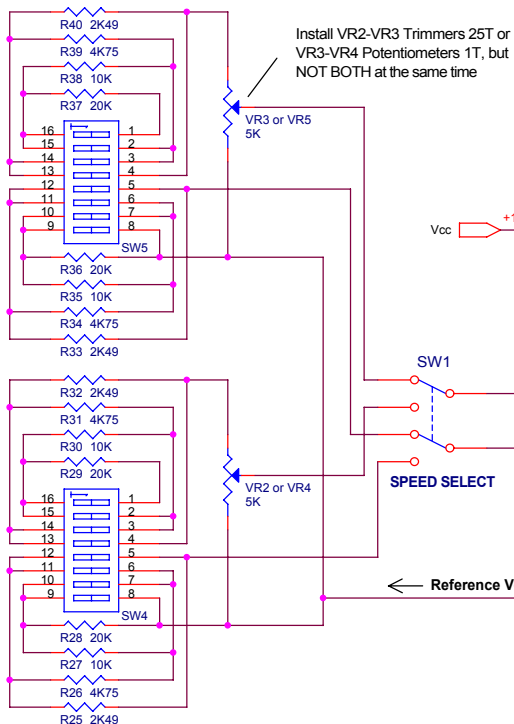 R40 2K49
R39 4K75
R38 10K
R37 20K
Install VR2-VR3 Trimmers 25T or
VR3-VR4 Potentiometers 1T, but
NOT BOTH at the same time
VR3 or VR5
5K
16 1
15 2
14 3
13 4
12 5
11 6
10 7
9 8
SW5
R36 20K
R35 10K
R34 4K75
R33 2K49
Vcc
+1
SW1
SPEED SELECT
R32 2K49
R31 4K75
R30 10K
R29 20K
VR2 or VR4
5K
16 1
15 2
14 3
13 4
12 5
11 6
10 7
9 8
SW4
R28 20K
R27 10K
R26 4K75
R25 2K49
Reference V